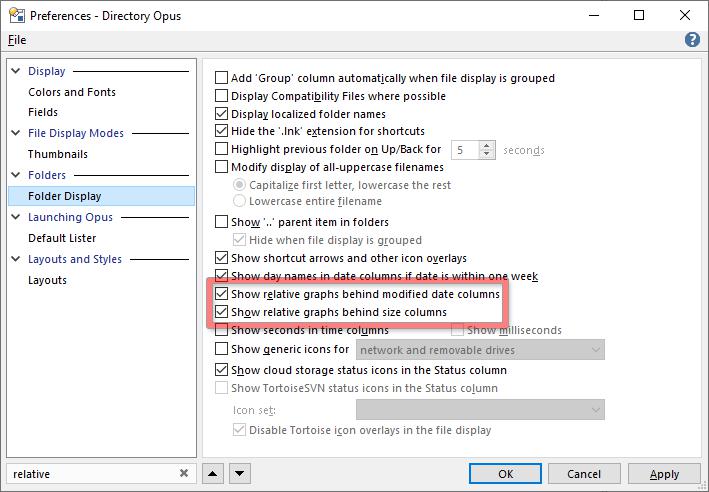 Preferences - Directory Opus
File
Display
Colors and Fonts
Fields
File Display Modes
Thumbnails
Folders
Folder Display
Launching Opus
Default Lister
Layouts and Styles
Layouts
Add 'Group' column automatically when file display is grouped
Display Compatibility Files where possible
Display localized folder names
Hide the '.lnk' extension for shortcuts
Highlight previous folder on Up/Back for 5 seconds
Modify display of all-uppercase filenames
Capitalize first letter, lowercase the rest
Lowercase entire filename
Show '..' parent item in folders
Hide when file display is grouped
Show shortcut arrows and other icon overlays
Show day names in date columns if date is within one week
Show relative graphs behind modified date columns
Show relative graphs behind size columns
Show seconds in time columns Show milliseconds
Show generic icons for network and removable drives
Show cloud storage status icons in the Status column
Show TortoiseSVN status icons in the Status column
Icon set:
Disable Tortoise icon overlays in the file display
relative
OK Cancel Apply